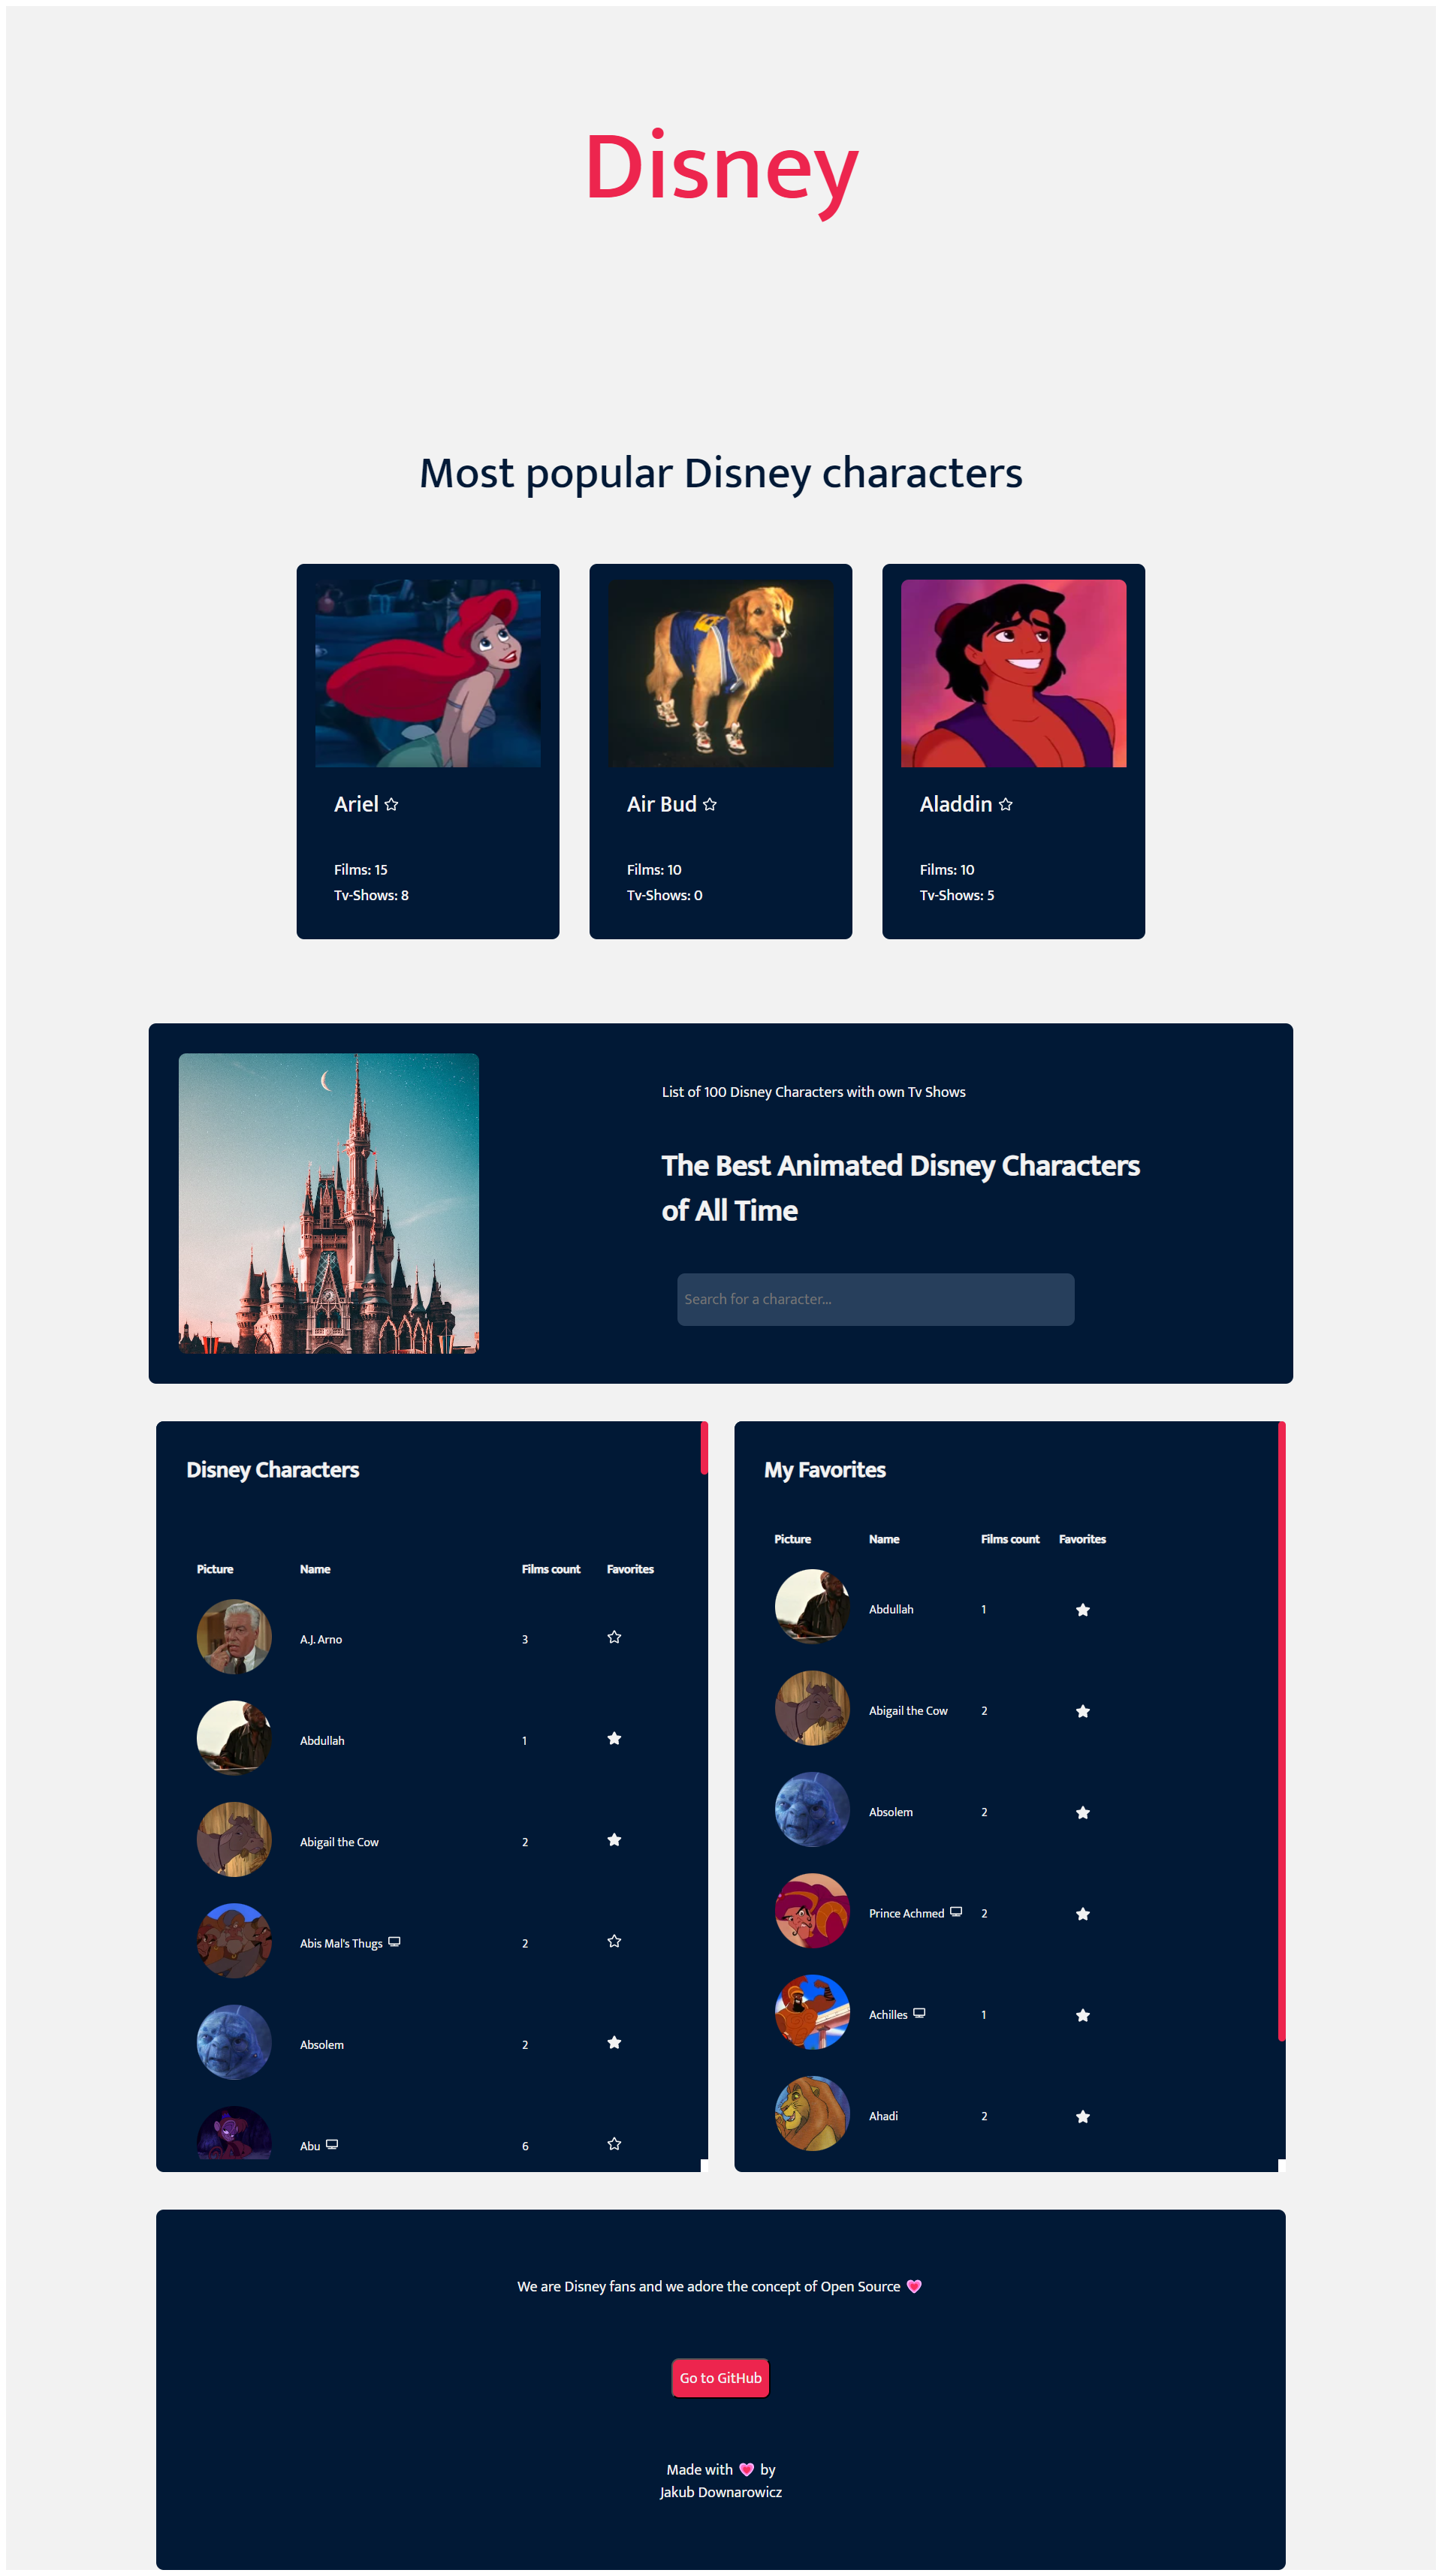 Disney
Most popular Disney characters
Ariel
Films: 15
Tv-Shows: 8
Air Bud
Films: 10
Tv-Shows: 0
Aladdin
Films: 10
Tv-Shows: 5
List of 100 Disney Characters with own Tv Shows
The Best Animated Disney Characters
of All Time
Search for a character...
Disney Characters
Picture Name Films count Favorites
A.J. Arno 3
Abdullah 1
Abigail the Cow 2
Abis Mal's Thugs 2
Absolem 2
Abu 6
My Favorites
Picture Name Films count Favorites
Abdullah 1
Abigail the Cow 2
Absolem 2
Prince Achmed 2
Achilles 1
Ahadi 2
We are Disney fans and we adore the concept of Open Source 💗
Go to GitHub
Made with 💗 by
Jakub Downarowicz